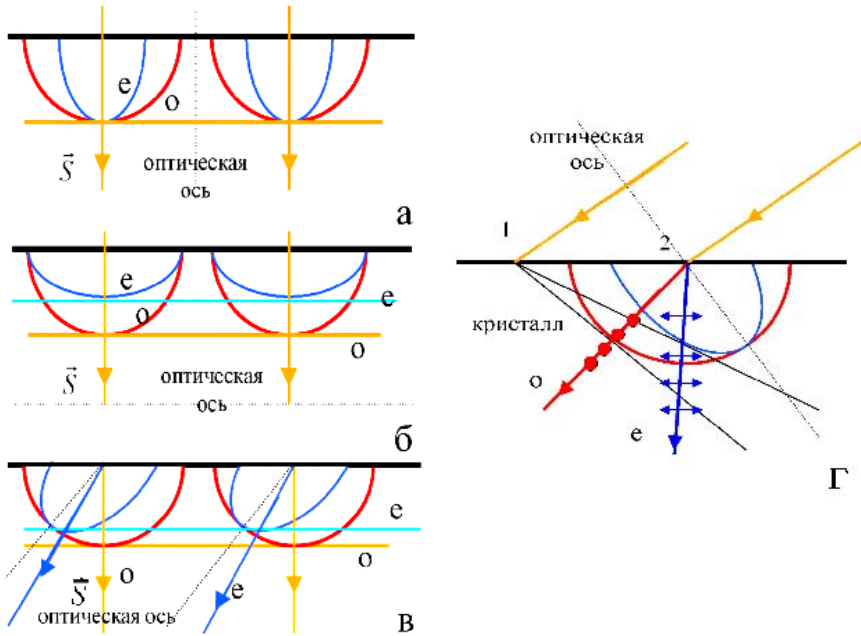 e
o
S
оптическая
ось
а
e
e
o
o
S
оптическая
ось
б
e
o
o
S
e
оптическая ось
в
оптическая
ось
1
2
кристалл
o
e
г